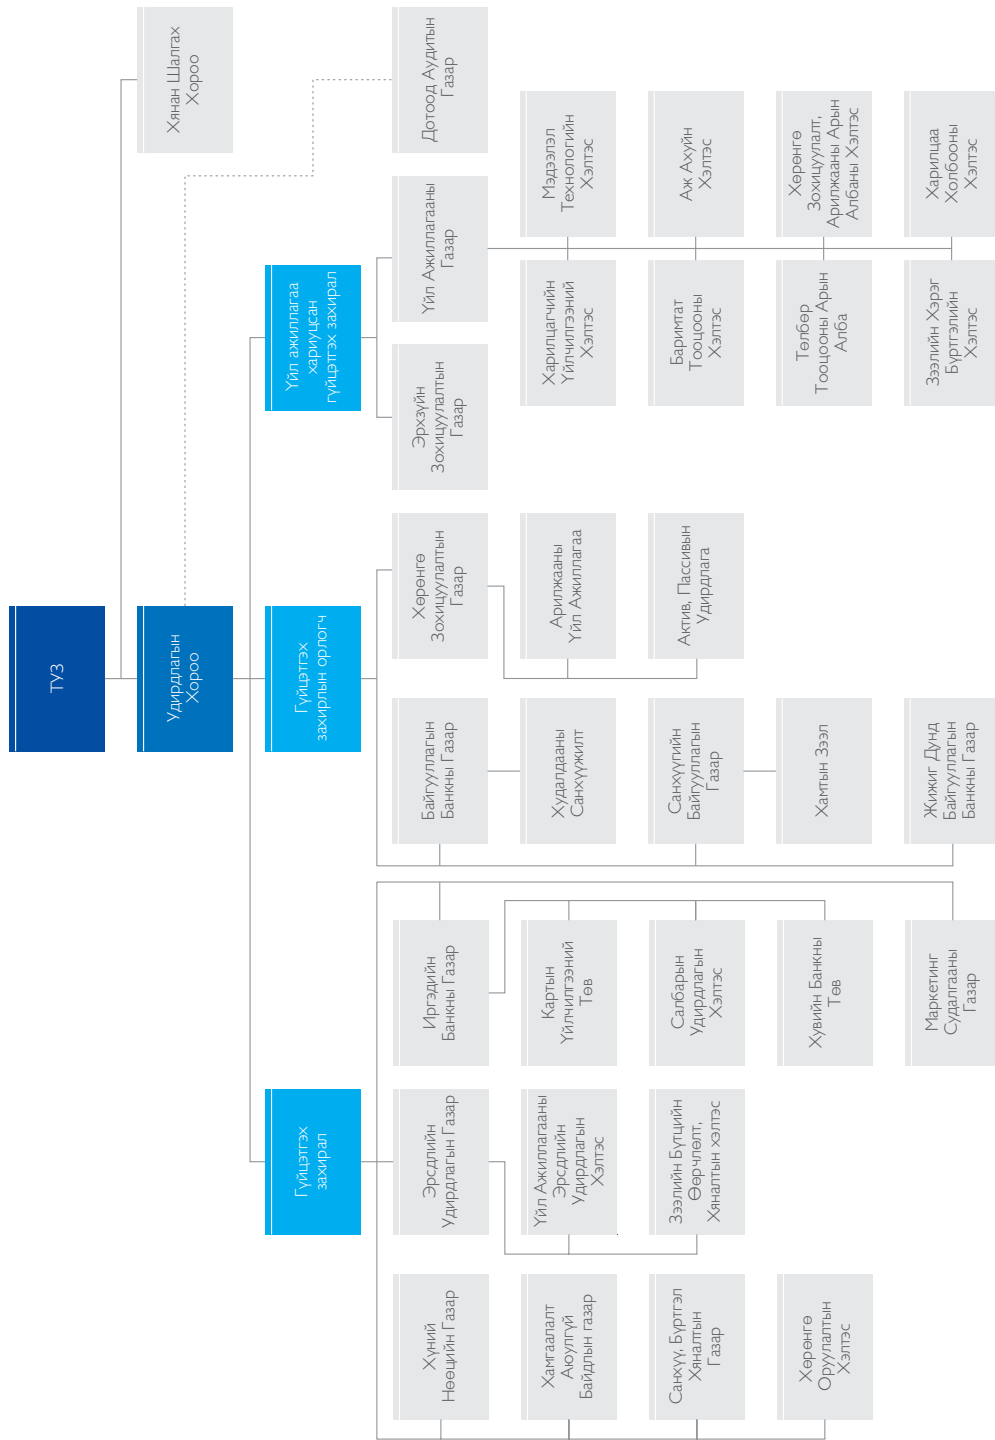 ТУЗ
Хянан Шалгах
Хороо
Удирдлагын
Хороо
Дотоод Аудитын
Газар
Гүйцэтгэх
захирал
Гүйцэтгэх
захирлын орлогч
Үйл ажиллагаа
хариуцсан
гүйцэтгэх захирал
Хүний
Нөөцийн Газар
Хамгаалалт
Аюулгүй
Байдлын газар
Санхүү, Бүртгэл
Хяналтын
Газар
Хөрөнгө
Оруулалтын
Хэлтэс
Эрсдлийн
Удирдлагын Газар
Үйл Ажиллагааны
Эрсдлийн
Удирдлагын
Хэлтэс
Зээлийн Бүтцийн
Өөрчлөлт,
Хяналтын хэлтэс
Иргэдийн
Банкны Газар
Картын
Үйлчилгээний
Төв
Салбарын
Удирдлагын
Хэлтэс
Хувийн Банкны
Төв
Маркетинг
Судалгааны
Газар
Байгууллагын
Банкны Газар
Худалдааны
Санхүүжилт
Санхүүгийн
Байгууллагын
Газар
Хамтын Зээл
Жижиг Дунд
Байгууллагын
Банкны Газар
Хөрөнгө
Зохицуулалтын
Газар
Арилжааны
Үйл Ажиллагаа
Актив, Пассивын
Удирдлага
Эрхзүйн
Зохицуулалтын
Газар
Үйл Ажиллагааны
Газар
Харилцагчийн
Үйлчилгээний
Хэлтэс
Мэдээлэл
Технологийн
Хэлтэс
Баримтат
Тооцооны
Хэлтэс
Аж Ахуйн
Хэлтэс
Төлбөр
Тооцооны Арын
Алба
Хөрөнгө
Зохицуулалт,
Арилжааны Арын
Албаны Хэлтэс
Зээлийн Хэрэг
Бүртгэлийн
Хэлтэс
Харилцаа
Холбооны
Хэлтэс